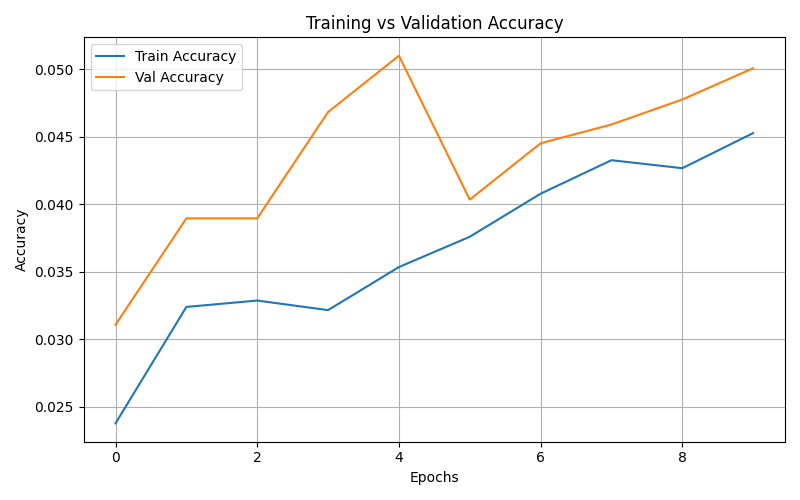 Training vs Validation Accuracy
Train Accuracy
Val Accuracy
0.050
0.045
0.040
0.035
0.030
0.025
Accuracy
0 2 4 6 8
Epochs